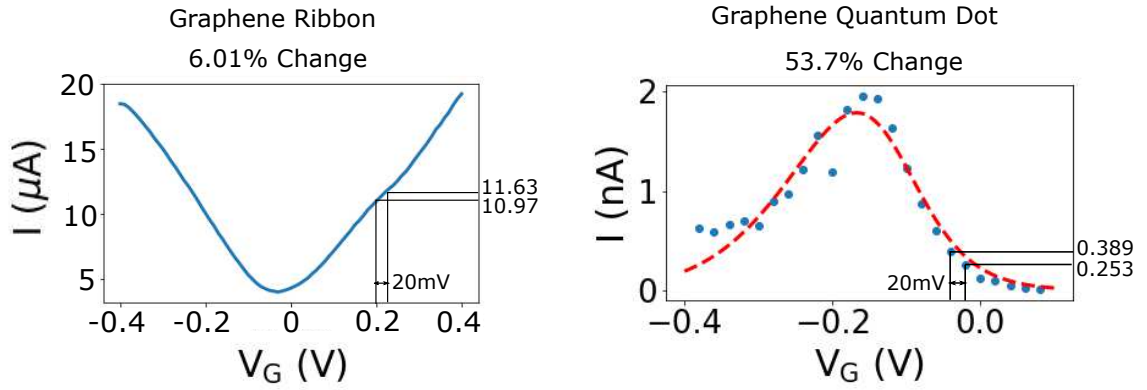 Graphene Ribbon
6.01% Change
20
15
10
5
I (μA)
-0.4
-0.2
0
0.2
0.4
V_G (V)
11.63
10.97
20mV
Graphene Quantum Dot
53.7% Change
2
1
0
I (nA)
−0.4
−0.2
0.0
V_G (V)
0.389
0.253
20mV